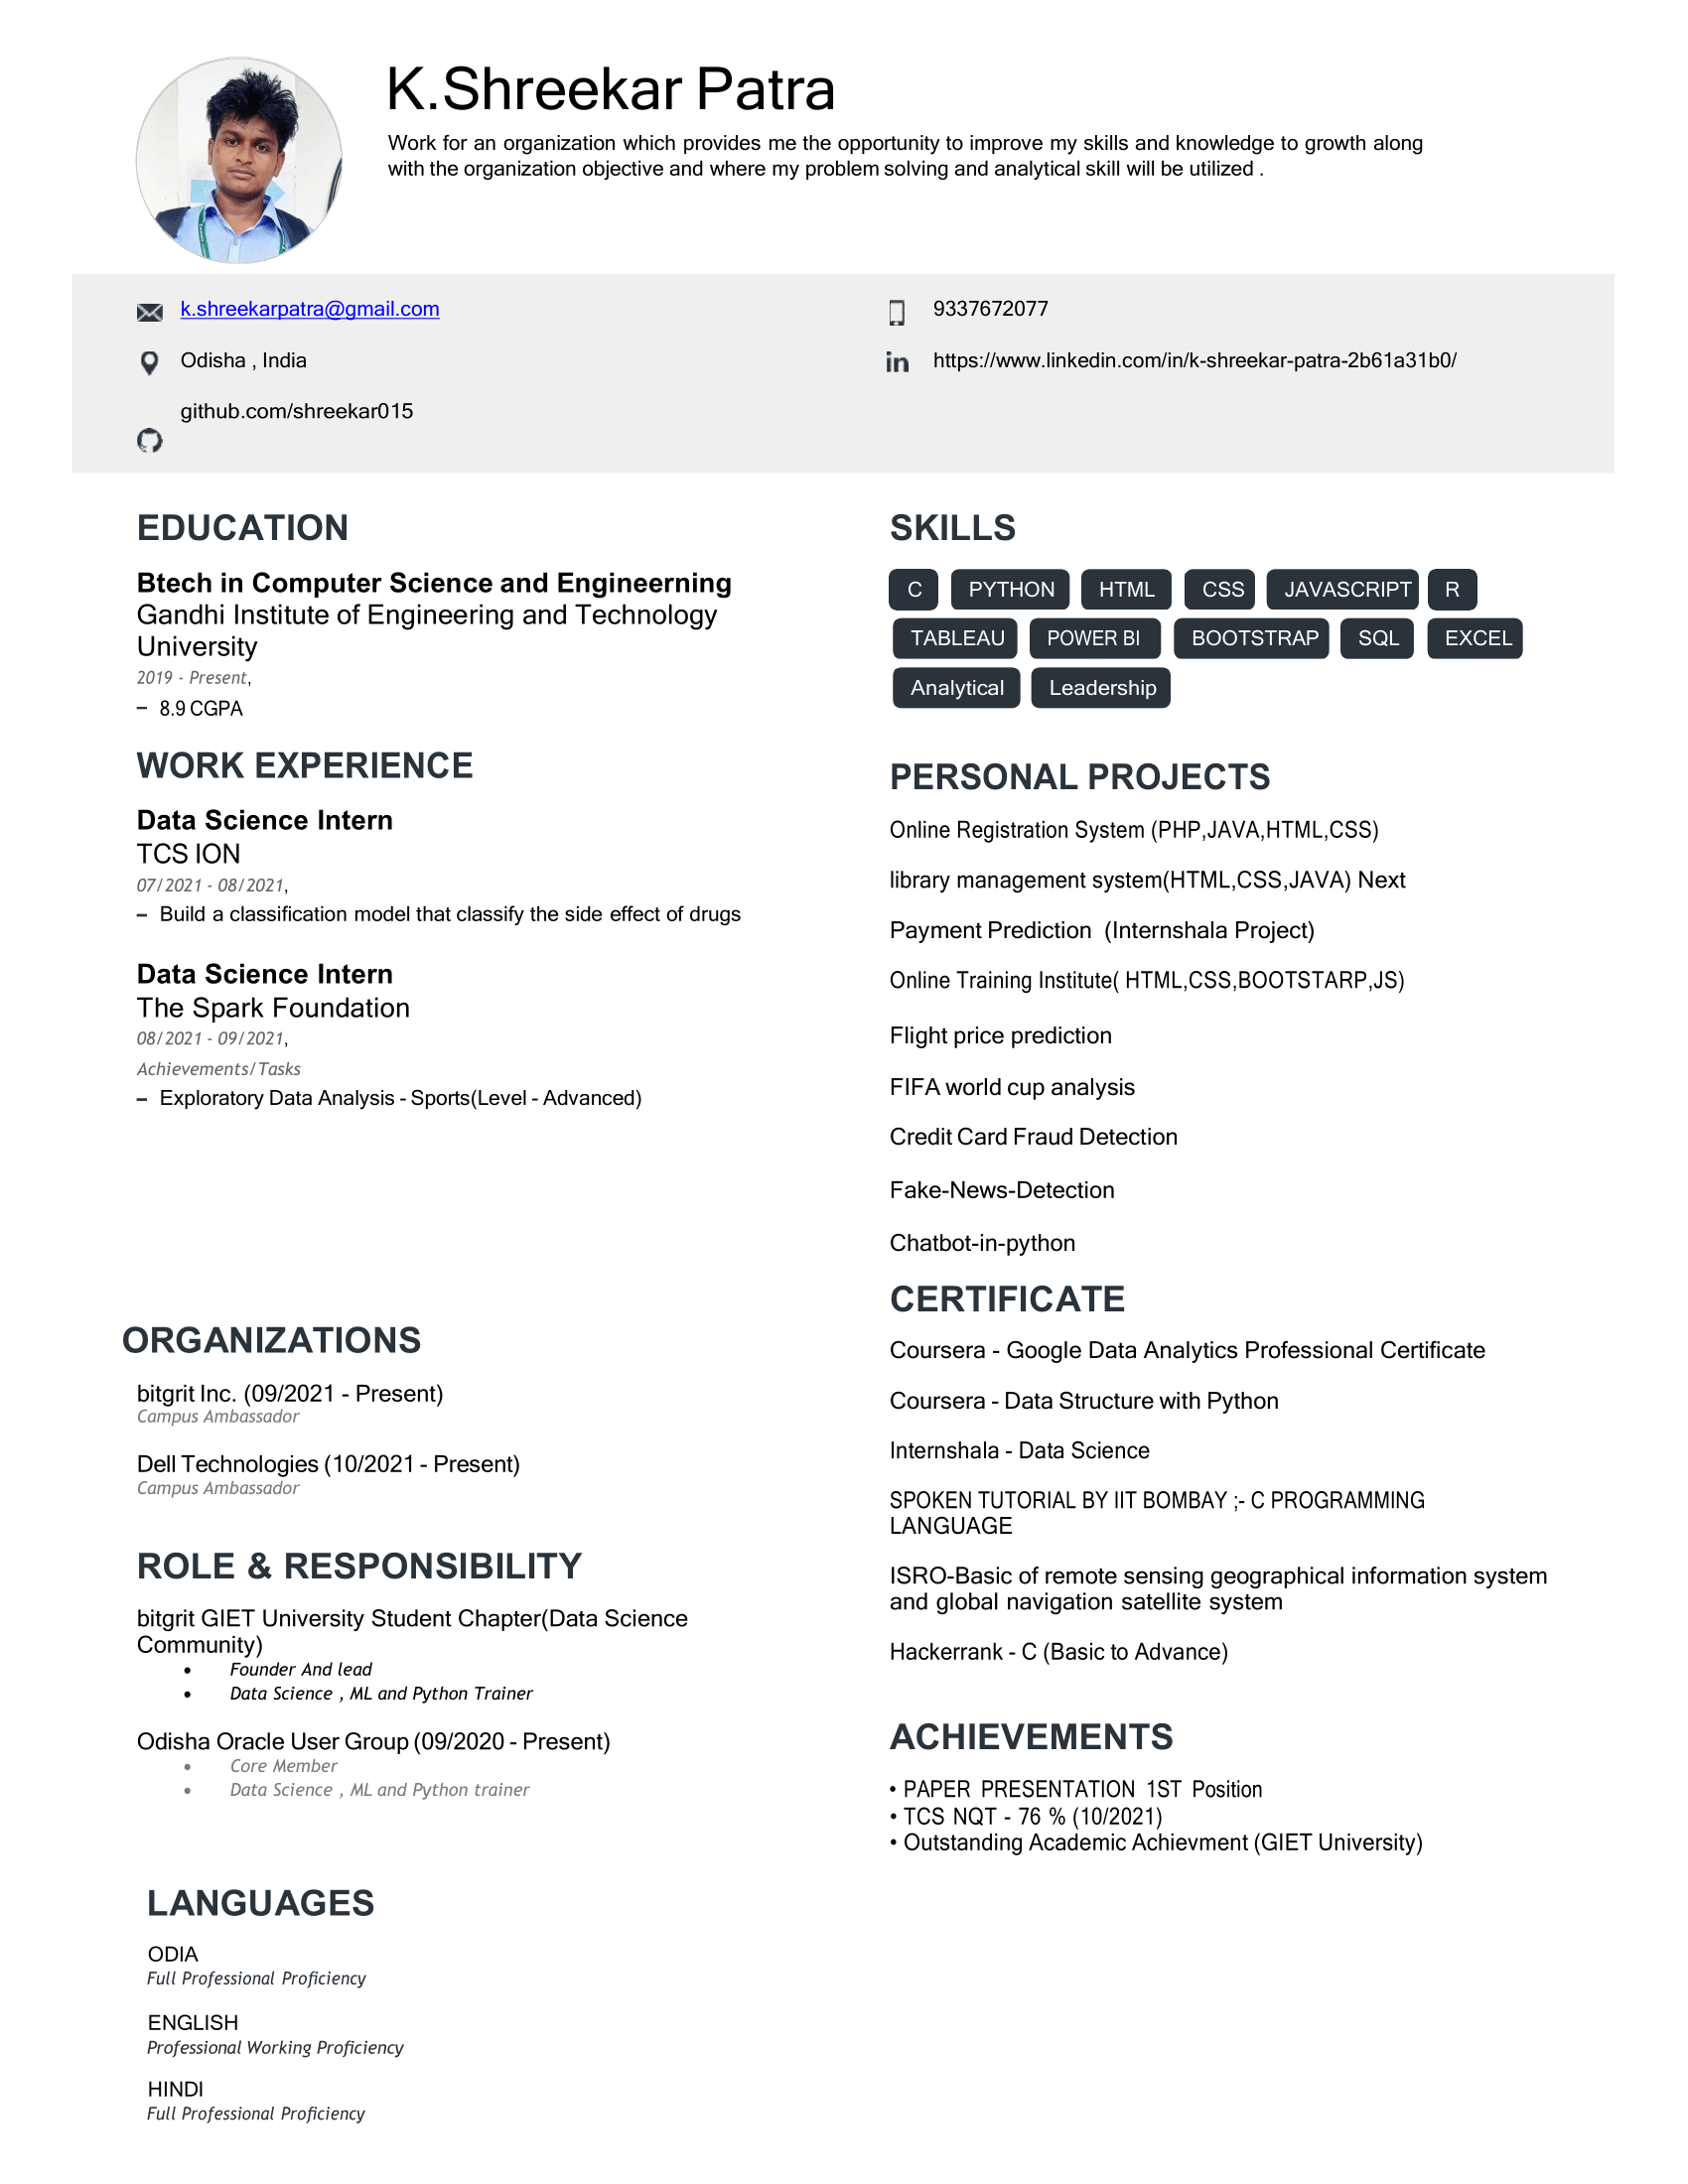 K.Shreekar Patra
Work for an organization which provides me the opportunity to improve my skills and knowledge to growth along
with the organization objective and where my problem solving and analytical skill will be utilized .
k.shreekarpatra@gmail.com
9337672077
Odisha , India
https://www.linkedin.com/in/k-shreekar-patra-2b61a31b0/
github.com/shreekar015
EDUCATION
Btech in Computer Science and Engineerning
Gandhi Institute of Engineering and Technology
University
2019 - Present,
– 8.9 CGPA
WORK EXPERIENCE
Data Science Intern
TCS ION
07/2021 - 08/2021,
– Build a classification model that classify the side effect of drugs
Data Science Intern
The Spark Foundation
08/2021 - 09/2021,
Achievements/Tasks
– Exploratory Data Analysis - Sports(Level - Advanced)
ORGANIZATIONS
bitgrit Inc. (09/2021 - Present)
Campus Ambassador
Dell Technologies (10/2021 - Present)
Campus Ambassador
ROLE & RESPONSIBILITY
bitgrit GIET University Student Chapter(Data Science
Community)
• Founder And lead
• Data Science , ML and Python Trainer
Odisha Oracle User Group (09/2020 - Present)
• Core Member
• Data Science , ML and Python trainer
LANGUAGES
ODIA
Full Professional Proficiency
ENGLISH
Professional Working Proficiency
HINDI
Full Professional Proficiency
SKILLS
C PYTHON HTML CSS JAVASCRIPT R
TABLEAU POWER BI BOOTSTRAP SQL EXCEL
Analytical Leadership
PERSONAL PROJECTS
Online Registration System (PHP,JAVA,HTML,CSS)
library management system(HTML,CSS,JAVA) Next
Payment Prediction (Internshala Project)
Online Training Institute( HTML,CSS,BOOTSTARP,JS)
Flight price prediction
FIFA world cup analysis
Credit Card Fraud Detection
Fake-News-Detection
Chatbot-in-python
CERTIFICATE
Coursera - Google Data Analytics Professional Certificate
Coursera - Data Structure with Python
Internshala - Data Science
SPOKEN TUTORIAL BY IIT BOMBAY ;- C PROGRAMMING
LANGUAGE
ISRO-Basic of remote sensing geographical information system
and global navigation satellite system
Hackerrank - C (Basic to Advance)
ACHIEVEMENTS
• PAPER PRESENTATION 1ST Position
• TCS NQT - 76 % (10/2021)
• Outstanding Academic Achievment (GIET University)